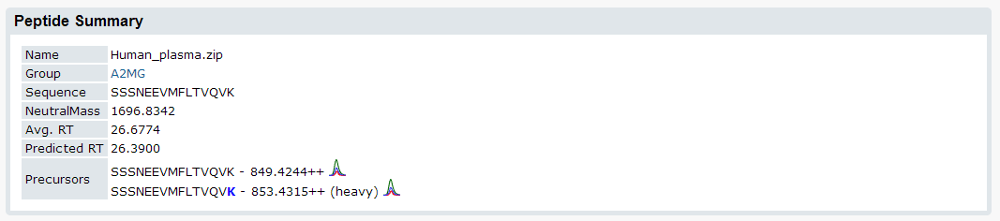 Peptide Summary
Name Human_plasma.zip
Group A2MG
Sequence SSSNEEVMFLTVQVK
NeutralMass 1696.8342
Avg. RT 26.6774
Predicted RT 26.3900
Precursors SSSNEEVMFLTVQVK - 849.4244++
SSSNEEVMFLTVQVK - 853.4315++ (heavy)